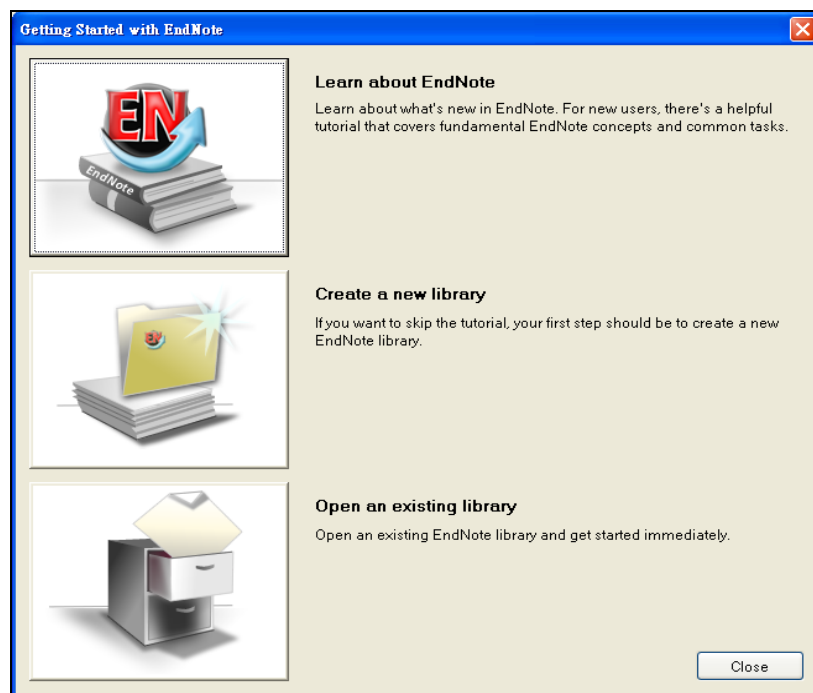 Getting Started with EndNote
EN
EndNote
Learn about EndNote
Learn about what's new in EndNote. For new users, there's a helpful
tutorial that covers fundamental EndNote concepts and common tasks.
EN
Create a new library
If you want to skip the tutorial, your first step should be to create a new
EndNote library.
Open an existing library
Open an existing EndNote library and get started immediately.
Close